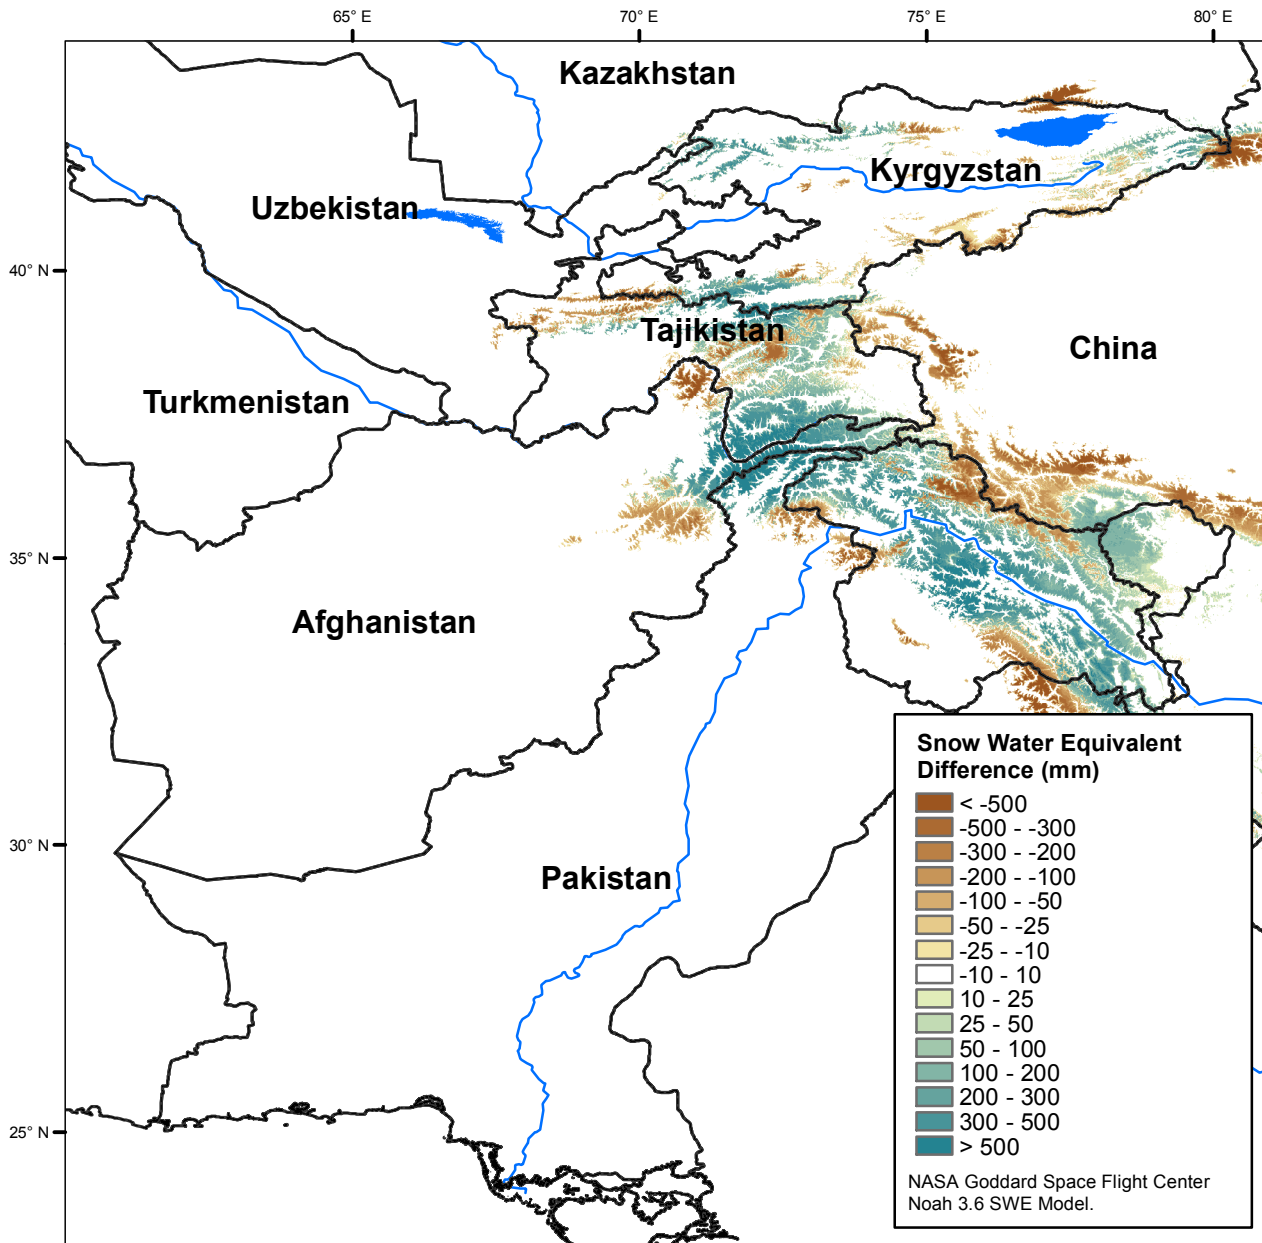 65° E
70° E
75° E
80° E
Kazakhstan
Kyrgyzstan
Uzbekistan
40° N
Tajikistan
China
Turkmenistan
35° N
Afghanistan
Snow Water Equivalent
Difference (mm)
< -500
-500 - -300
-300 - -200
-200 - -100
-100 - -50
-50 - -25
-25 - -10
-10 - 10
10 - 25
25 - 50
50 - 100
100 - 200
200 - 300
300 - 500
> 500
NASA Goddard Space Flight Center
Noah 3.6 SWE Model.
30° N
Pakistan
25° N